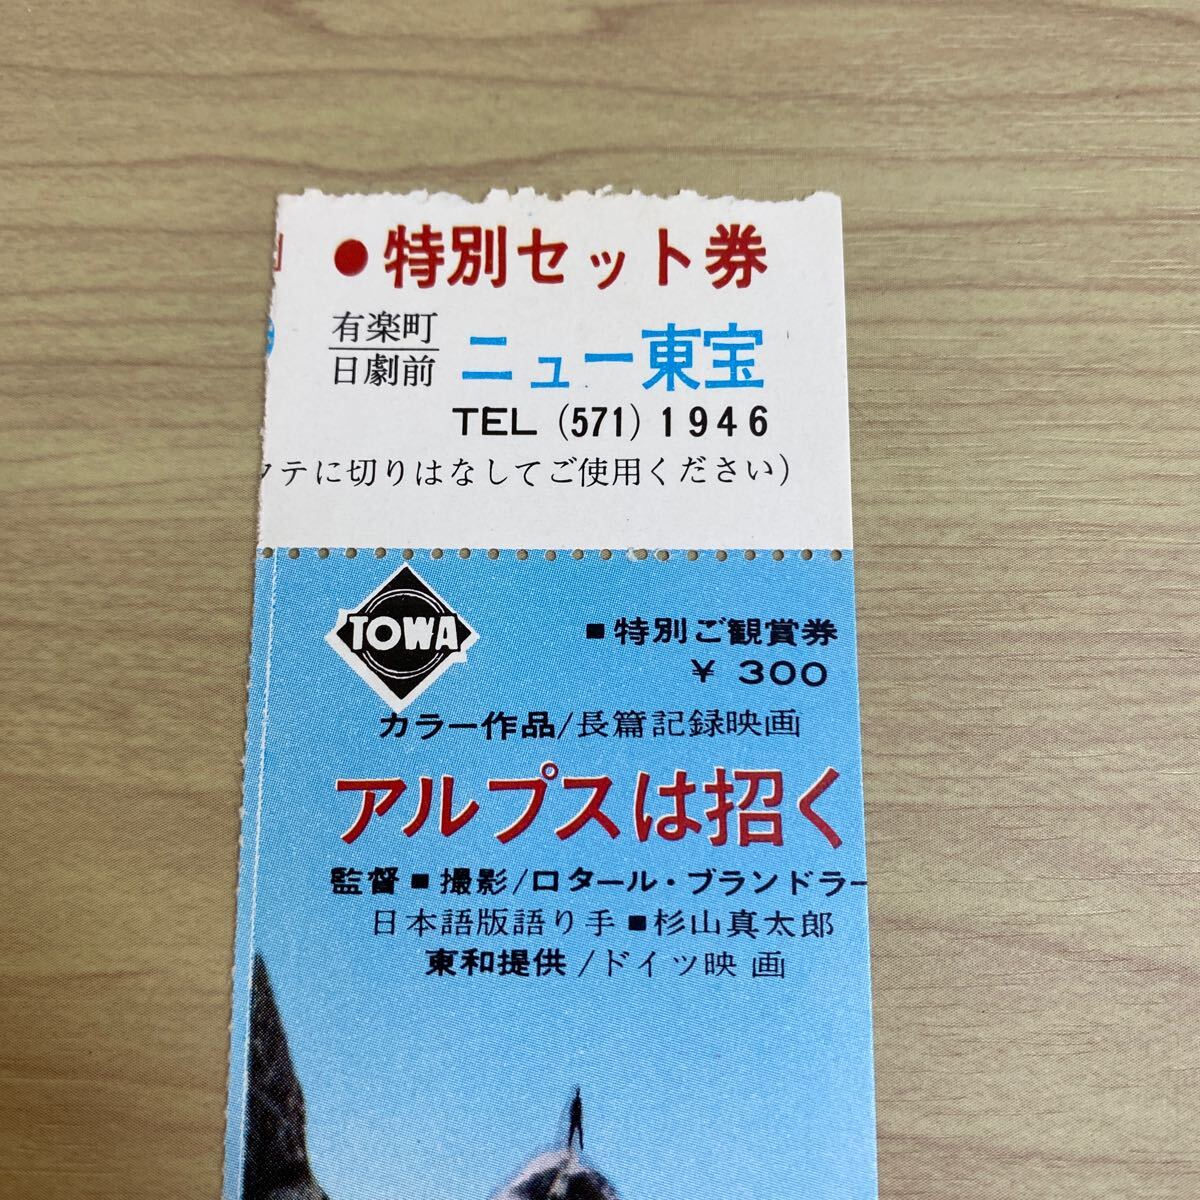 ●特別セット券
有楽町
日劇前
ニュー東宝
TEL (571) 1946
テに切りはなしてご使用ください)
TOWA
■特別ご観賞券
¥ 300
カラー作品/長篇記録映画
アルプスは招く
監督■撮影/ロタール・ブランドラー
日本語版語り手■杉山真太郎
東和提供/ドイツ映画